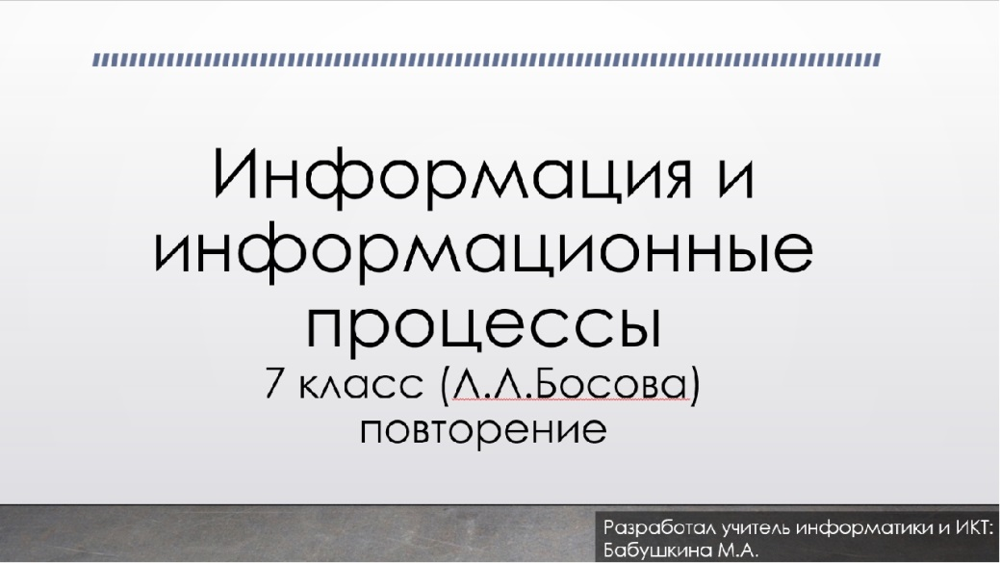 Информация и
информационные
процессы
7 класс (Л.Л.Босова)
повторение
Разработал учитель информатики и ИКТ:
Бабушкина М.А.